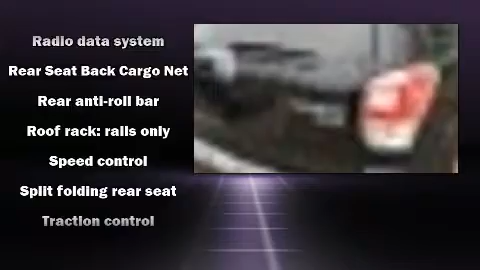 Radio data system
Rear Seat Back Cargo Net
Rear anti-roll bar
Roof rack: rails only
Speed control
Split folding rear seat
Traction control